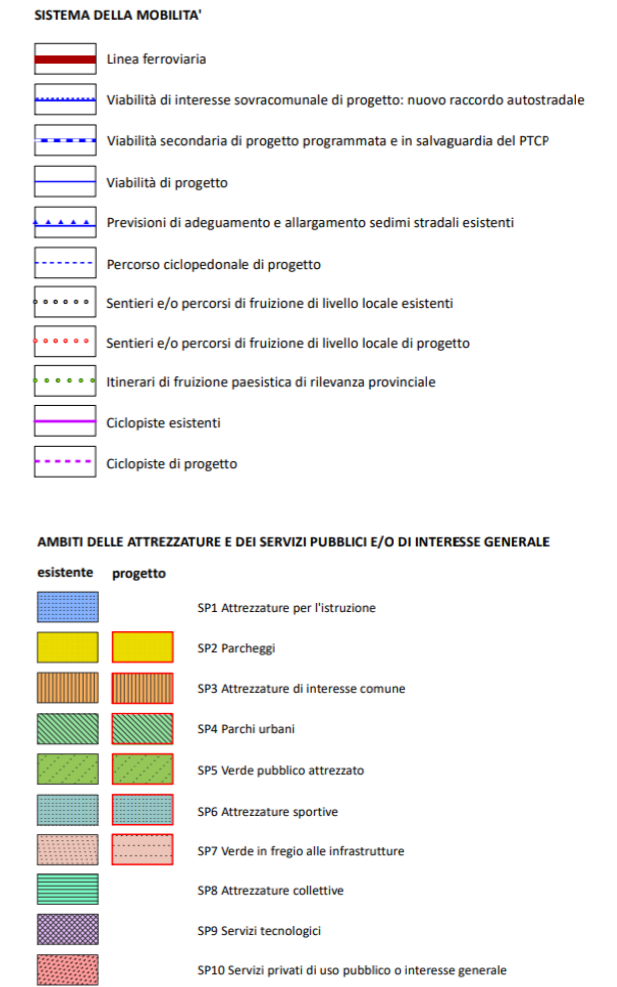 SISTEMA DELLA MOBILITA'
Linea ferroviaria
Viabilità di interesse sovracomunale di progetto: nuovo raccordo autostradale
Viabilità secondaria di progetto programmata e in salvaguardia del PTCP
Viabilità di progetto
Previsioni di adeguamento e allargamento sedimi stradali esistenti
Percorso ciclopedonale di progetto
Sentieri e/o percorsi di fruizione di livello locale esistenti
Sentieri e/o percorsi di fruizione di livello locale di progetto
Itinerari di fruizione paesistica di rilevanza provinciale
Ciclopiste esistenti
Ciclopiste di progetto
AMBITI DELLE ATTREZZATURE E DEI SERVIZI PUBBLICI E/O DI INTERESSE GENERALE
esistente progetto
SP1 Attrezzature per l'istruzione
SP2 Parcheggi
SP3 Attrezzature di interesse comune
SP4 Parchi urbani
SP5 Verde pubblico attrezzato
SP6 Attrezzature sportive
SP7 Verde in fregio alle infrastrutture
SP8 Attrezzature collettive
SP9 Servizi tecnologici
SP10 Servizi privati di uso pubblico o interesse generale